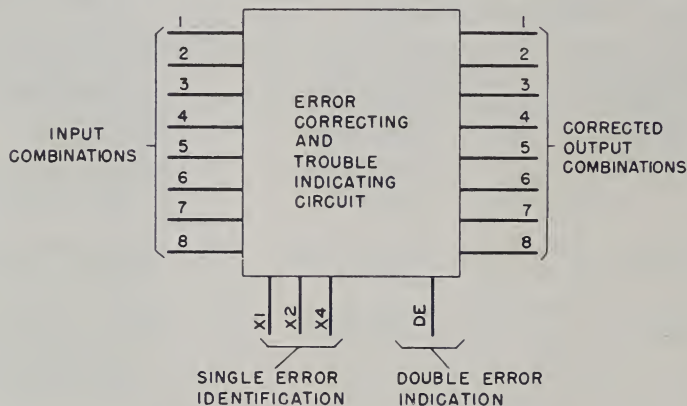 1
2
3
4
5
6
7
8
INPUT
COMBINATIONS
ERROR
CORRECTING
AND
TROUBLE
INDICATING
CIRCUIT
1
2
3
4
5
6
7
8
CORRECTED
OUTPUT
COMBINATIONS
X1
X2
X4
DE
SINGLE ERROR
IDENTIFICATION
DOUBLE ERROR
INDICATION